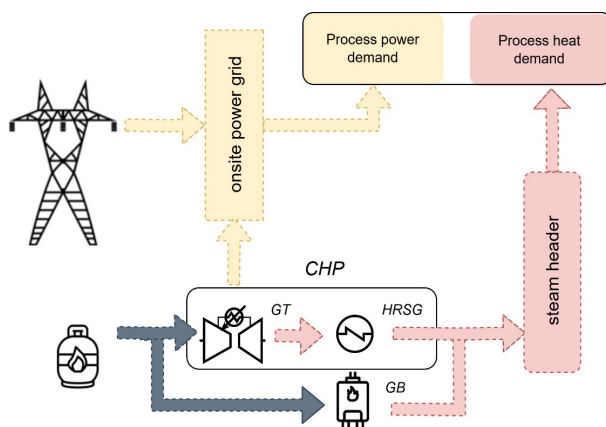 Process power
demand
Process heat
demand
onsite power grid
CHP
GT
HRSG
steam header
GB